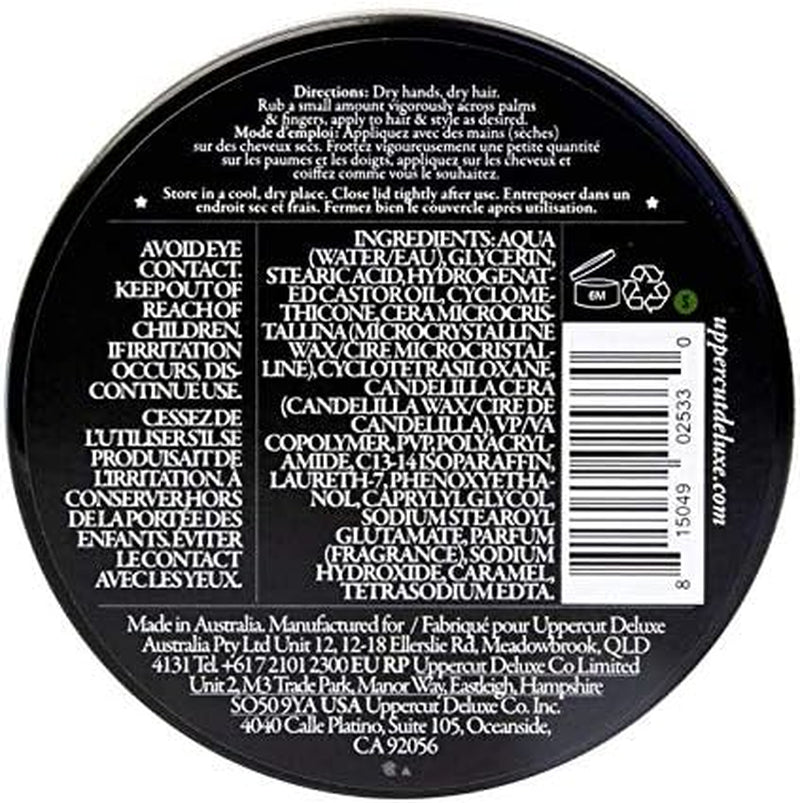 Directions: Dry hands, dry hair.
Rub a small amount vigorously across palms
& fingers, apply to hair & style as desired.
Mode d'emploi: Appliquez avec des mains (sèches)
sur des cheveux secs. Frottez vigoureusement une petite quantité
sur les paumes et les doigts, appliquez sur les cheveux et
coiffez comme vous le souhaitez.
Store in a cool, dry place. Close lid tightly after use. Entreposer dans un
endroit sec et frais. Fermez bien le couvercle après utilisation.
AVOID EYE
CONTACT.
KEEP OUT OF
REACH OF
CHILDREN.
IF IRRITATION
OCCURS, DIS-
CONTINUE USE.
CESSEZ DE
L'UTILISER S'IL SE
PRODUISAIT DE
L'IRRITATION. À
CONSERVER HORS
DE LA PORTÉE DES
ENFANTS. ÉVITER
LE CONTACT
AVEC LES YEUX.
INGREDIENTS: AQUA
(WATER/EAU), GLYCERIN,
STEARIC ACID, HYDROGENAT-
ED CASTOR OIL, CYCLOME-
THICONE, CERA MICROCRIS-
TALLINA (MICROCRYSTALLINE
WAX/CIRE MICROCRISTAL-
LINE), CYCLOTETRASILOXANE,
CANDELILLA CERA
(CANDELILLA WAX/CIRE DE
CANDELILLA), VP/VA
COPOLYMER, PVP, POLYACRYL-
AMIDE, C13-14 ISOPARAFFIN,
LAURETH-7, PHENOXYETHA-
NOL, CAPRYLYL GLYCOL,
SODIUM STEAROYL
GLUTAMATE, PARFUM
(FRAGRANCE), SODIUM
HYDROXIDE, CARAMEL,
TETRASODIUM EDTA.
6M
8 15049 02533 0
uppercutdeluxe.com
Made in Australia. Manufactured for / Fabriqué pour Uppercut Deluxe
Australia Pty Ltd Unit 12, 12-18 Ellerslie Rd, Meadowbrook, QLD
4131 Tel. +61 7 2101 2300 EU RP Uppercut Deluxe Co Limited
Unit 2, M3 Trade Park, Manor Way, Eastleigh, Hampshire
SO50 9YA USA Uppercut Deluxe Co. Inc.
4040 Calle Platino, Suite 105, Oceanside,
CA 92056